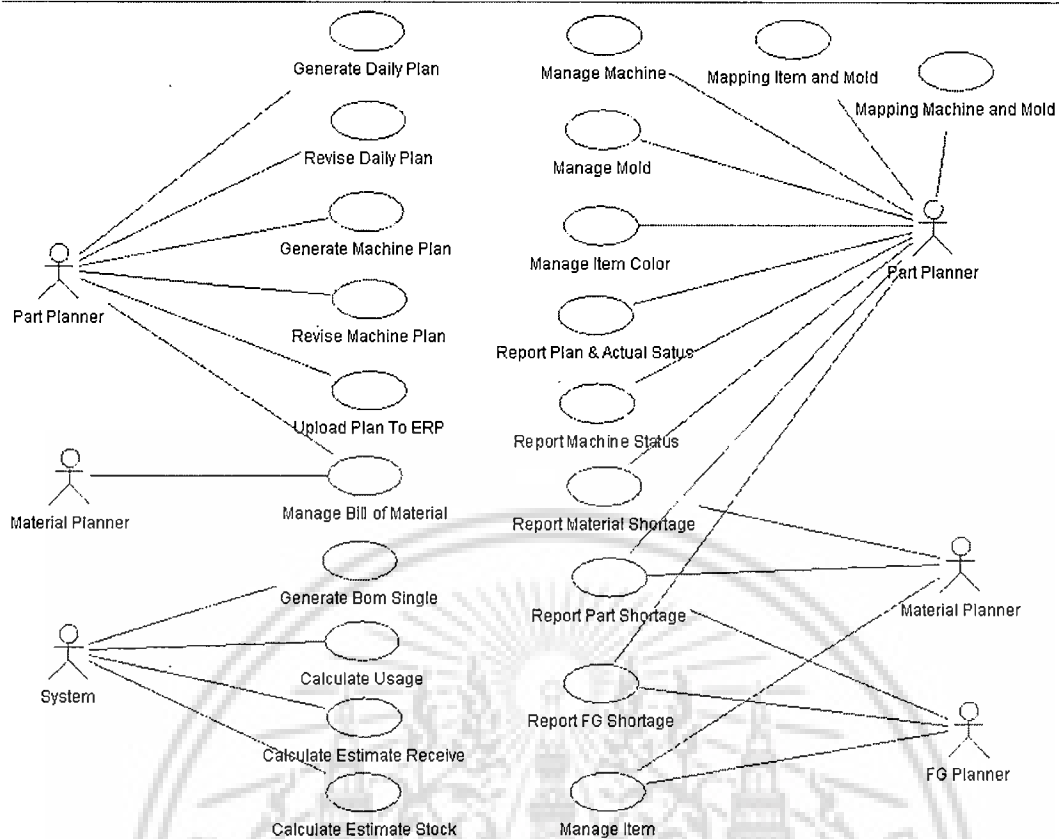 Generate Daily Plan
Revise Daily Plan
Generate Machine Plan
Part Planner
Revise Machine Plan
Upload Plan To ERP
Material Planner
Manage Bill of Material
Generate Bom Single
System
Calculate Usage
Calculate Estimate Receive
Calculate Estimate Stock
Manage Machine
Mapping Item and Mold
Mapping Machine and Mold
Manage Mold
Manage Item Color
Part Planner
Report Plan & Actual Satus
Report Machine Status
Report Material Shortage
Material Planner
Report Part Shortage
Report FG Shortage
FG Planner
Manage Item